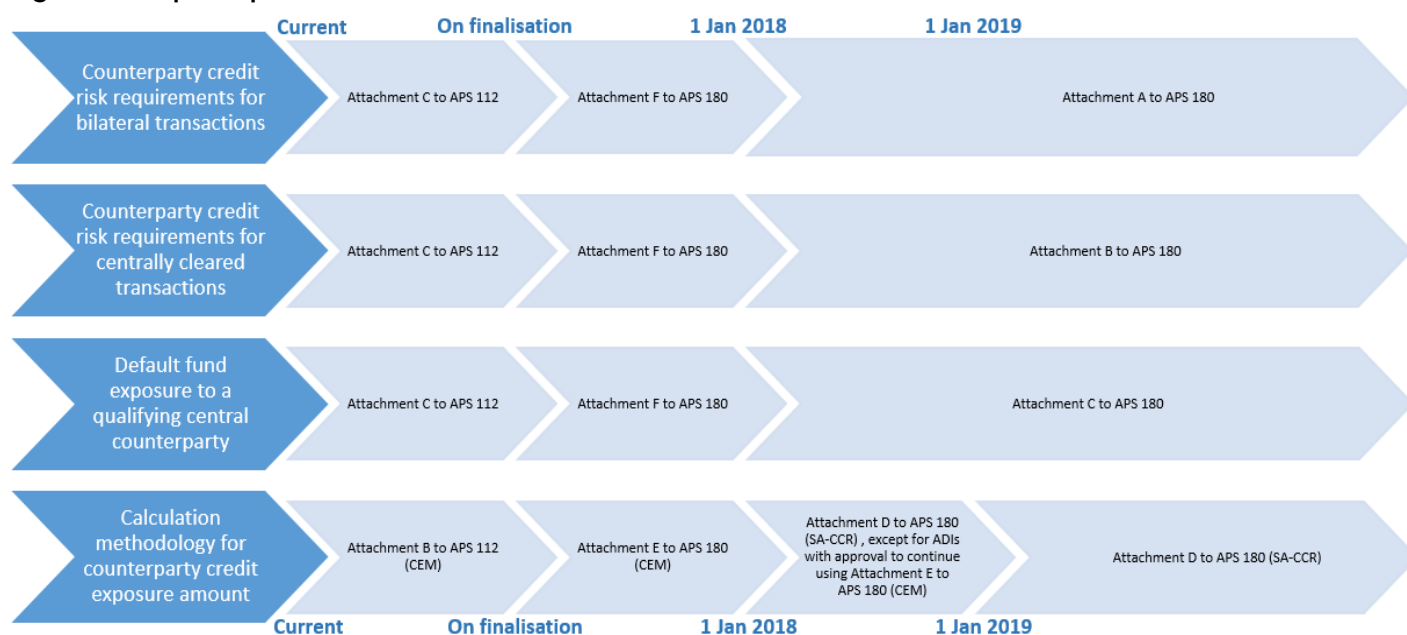 Current On finalisation 1 Jan 2018 1 Jan 2019
Counterparty credit
risk requirements for
bilateral transactions
Attachment C to APS 112
Attachment F to APS 180
Attachment A to APS 180
Counterparty credit
risk requirements for
centrally cleared
transactions
Attachment C to APS 112
Attachment F to APS 180
Attachment B to APS 180
Default fund
exposure to a
qualifying central
counterparty
Attachment C to APS 112
Attachment F to APS 180
Attachment C to APS 180
Calculation
methodology for
counterparty credit
exposure amount
Attachment B to APS 112
(CEM)
Attachment E to APS 180
(CEM)
Attachment D to APS 180
(SA-CCR) , except for ADIs
with approval to continue
using Attachment E to
APS 180 (CEM)
Attachment D to APS 180 (SA-CCR)
Current On finalisation 1 Jan 2018 1 Jan 2019